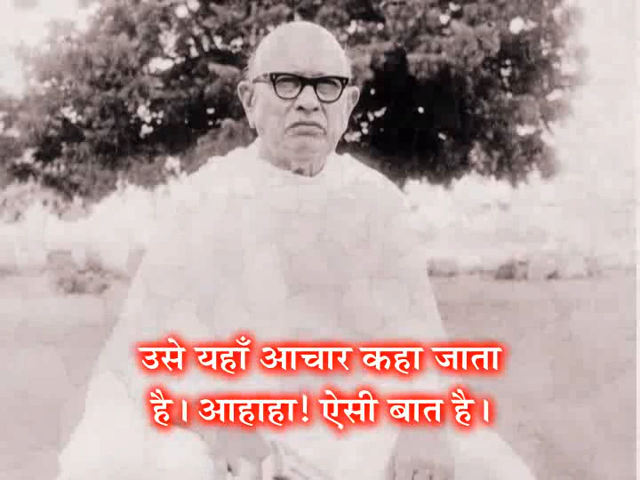 उसे यहाँ आचार कहा जाता
है। आहाहा! ऐसी बात है।